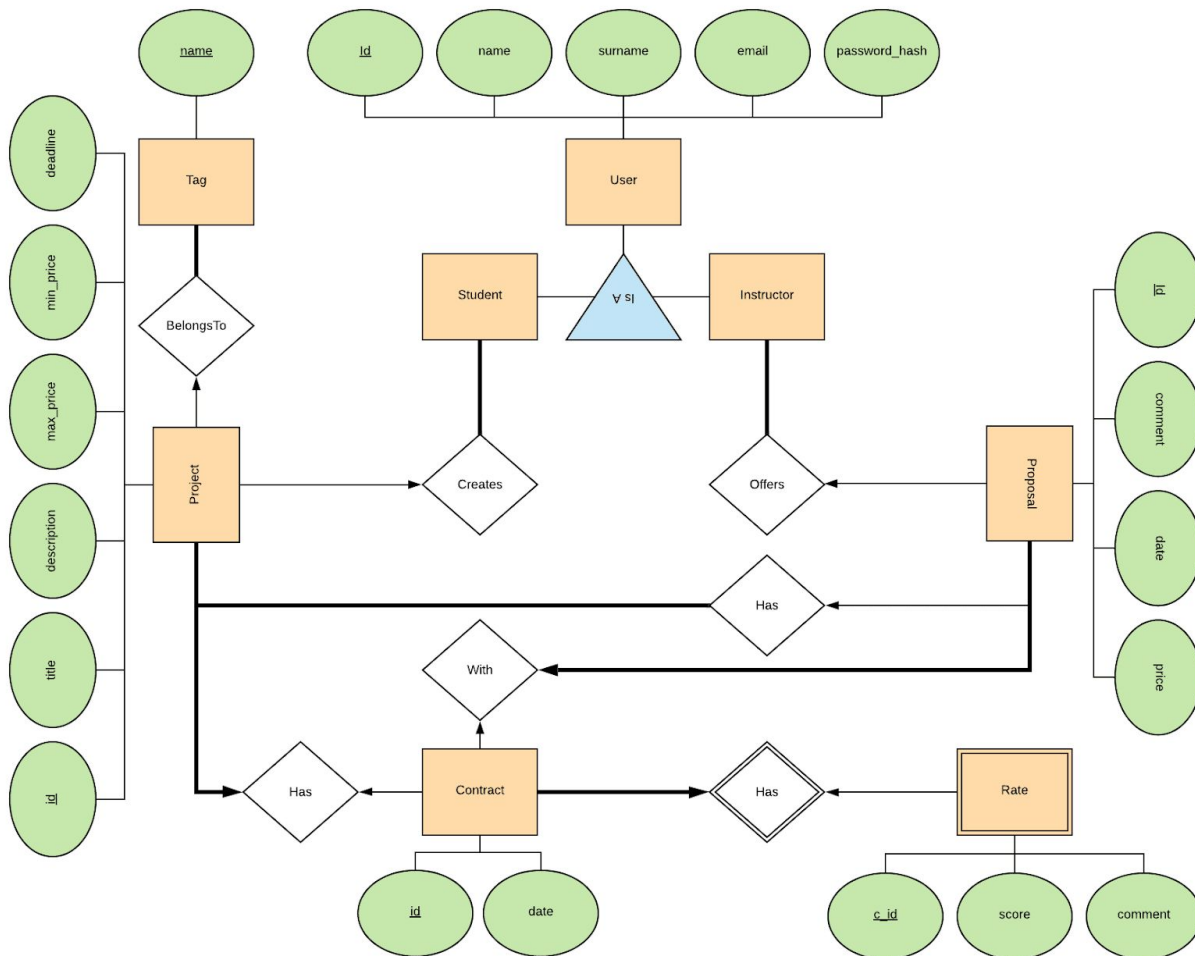 name
Id
name
surname
email
password_hash
deadline
Tag
User
min_price
Student
Is A
Instructor
Id
BelongsTo
max_price
comment
Project
Creates
Offers
Proposal
description
date
Has
title
With
price
id
Has
Contract
Has
Rate
id
date
c_id
score
comment